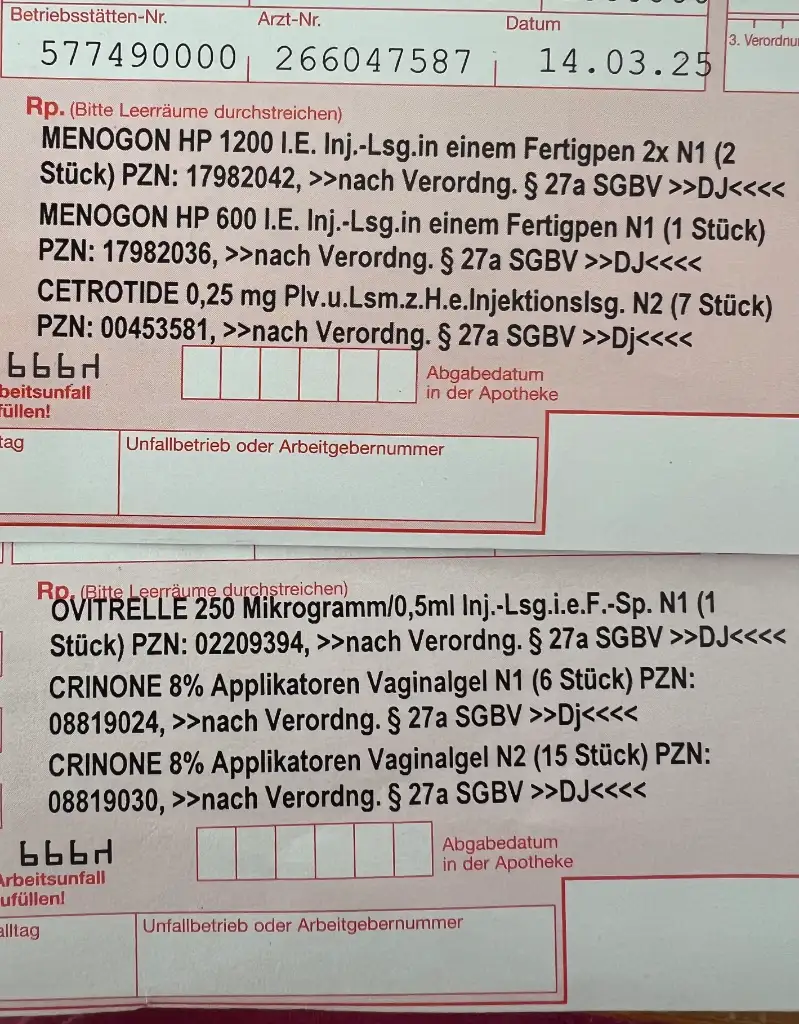 Betriebsstätten-Nr. Arzt-Nr. Datum
577490000 266047587 14.03.25
3. Verordnu
Rp. (Bitte Leerräume durchstreichen)
MENOGON HP 1200 I.E. Inj.-Lsg.in einem Fertigpen 2x N1 (2
Stück) PZN: 17982042, >>nach Verordng. § 27a SGBV >>DJ<<<<
MENOGON HP 600 I.E. Inj.-Lsg.in einem Fertigpen N1 (1 Stück)
PZN: 17982036, >>nach Verordng. § 27a SGBV >>DJ<<<<
CETROTIDE 0,25 mg Plv.u.Lsm.z.H.e.Injektionslsg. N2 (7 Stück)
PZN: 00453581, >>nach Verordng. § 27a SGBV >>Dj<<<<
beitsunfall
füllen!
Abgabedatum
in der Apotheke
tag Unfallbetrieb oder Arbeitgebernummer
Rp. (Bitte Leerräume durchstreichen)
OVITRELLE 250 Mikrogramm/0,5ml Inj.-Lsg.i.e.F.-Sp. N1 (1
Stück) PZN: 02209394, >>nach Verordng. § 27a SGBV >>DJ<<<<
CRINONE 8% Applikatoren Vaginalgel N1 (6 Stück) PZN:
08819024, >>nach Verordng. § 27a SGBV >>Dj<<<<
CRINONE 8% Applikatoren Vaginalgel N2 (15 Stück) PZN:
08819030, >>nach Verordng. § 27a SGBV >>DJ<<<<
Arbeitsunfall
ufüllen!
Abgabedatum
in der Apotheke
alltag Unfallbetrieb oder Arbeitgebernummer